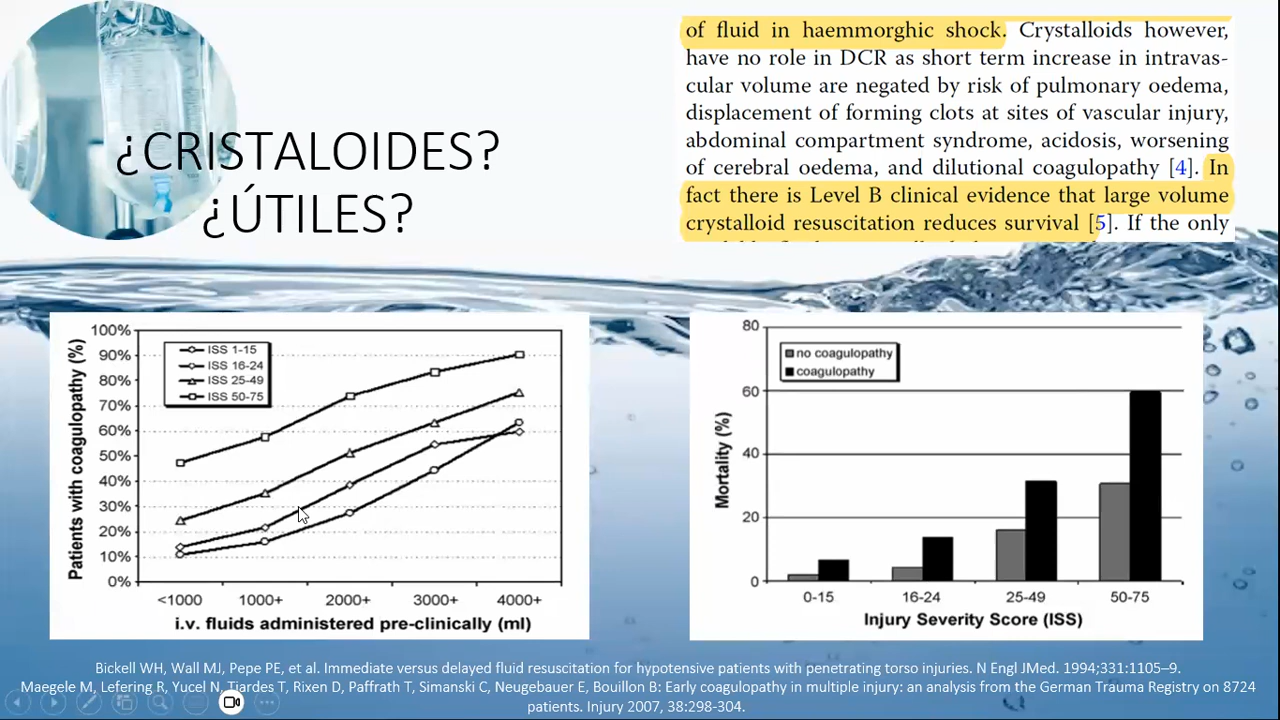 ¿CRISTALOIDES?
¿ÚTILES?
of fluid in haemmorghic shock. Crystalloids however,
have no role in DCR as short term increase in intravas-
cular volume are negated by risk of pulmonary oedema,
displacement of forming clots at sites of vascular injury,
abdominal compartment syndrome, acidosis, worsening
of cerebral oedema, and dilutional coagulopathy [4]. In
fact there is Level B clinical evidence that large volume
crystalloid resuscitation reduces survival [5]. If the only
Patients with coagulopathy (%)
100%
90%
80%
70%
60%
50%
40%
30%
20%
10%
0%
ISS 1-15
ISS 16-24
ISS 25-49
ISS 50-75
<1000 1000+ 2000+ 3000+ 4000+
i.v. fluids administered pre-clinically (ml)
Mortality (%)
80
60
40
20
0
no coagulopathy
coagulopathy
0-15 16-24 25-49 50-75
Injury Severity Score (ISS)
Bickell WH, Wall MJ, Pepe PE, et al. Immediate versus delayed fluid resuscitation for hypotensive patients with penetrating torso injuries. N Engl JMed. 1994;331:1105–9.
Maegele M, Lefering R, Yucel N, Tjardes T, Rixen D, Paffrath T, Simanski C, Neugebauer E, Bouillon B: Early coagulopathy in multiple injury: an analysis from the German Trauma Registry on 8724
patients. Injury 2007, 38:298-304.